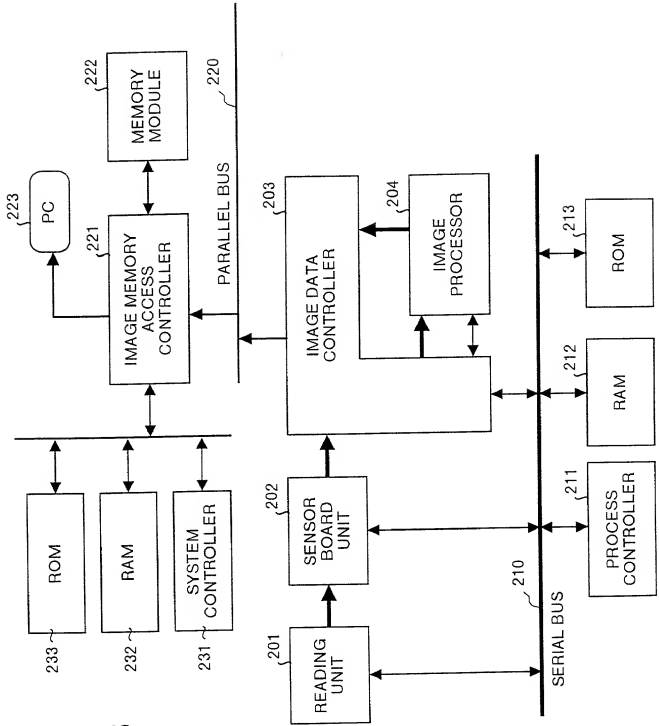 223
PC
222
MEMORY
MODULE
221
IMAGE MEMORY
ACCESS
CONTROLLER
PARALLEL BUS
220
ROM
233
RAM
232
SYSTEM
CONTROLLER
231
203
IMAGE DATA
CONTROLLER
204
IMAGE
PROCESSOR
202
SENSOR
BOARD
UNIT
201
READING
UNIT
210
SERIAL BUS
211
PROCESS
CONTROLLER
212
RAM
213
ROM